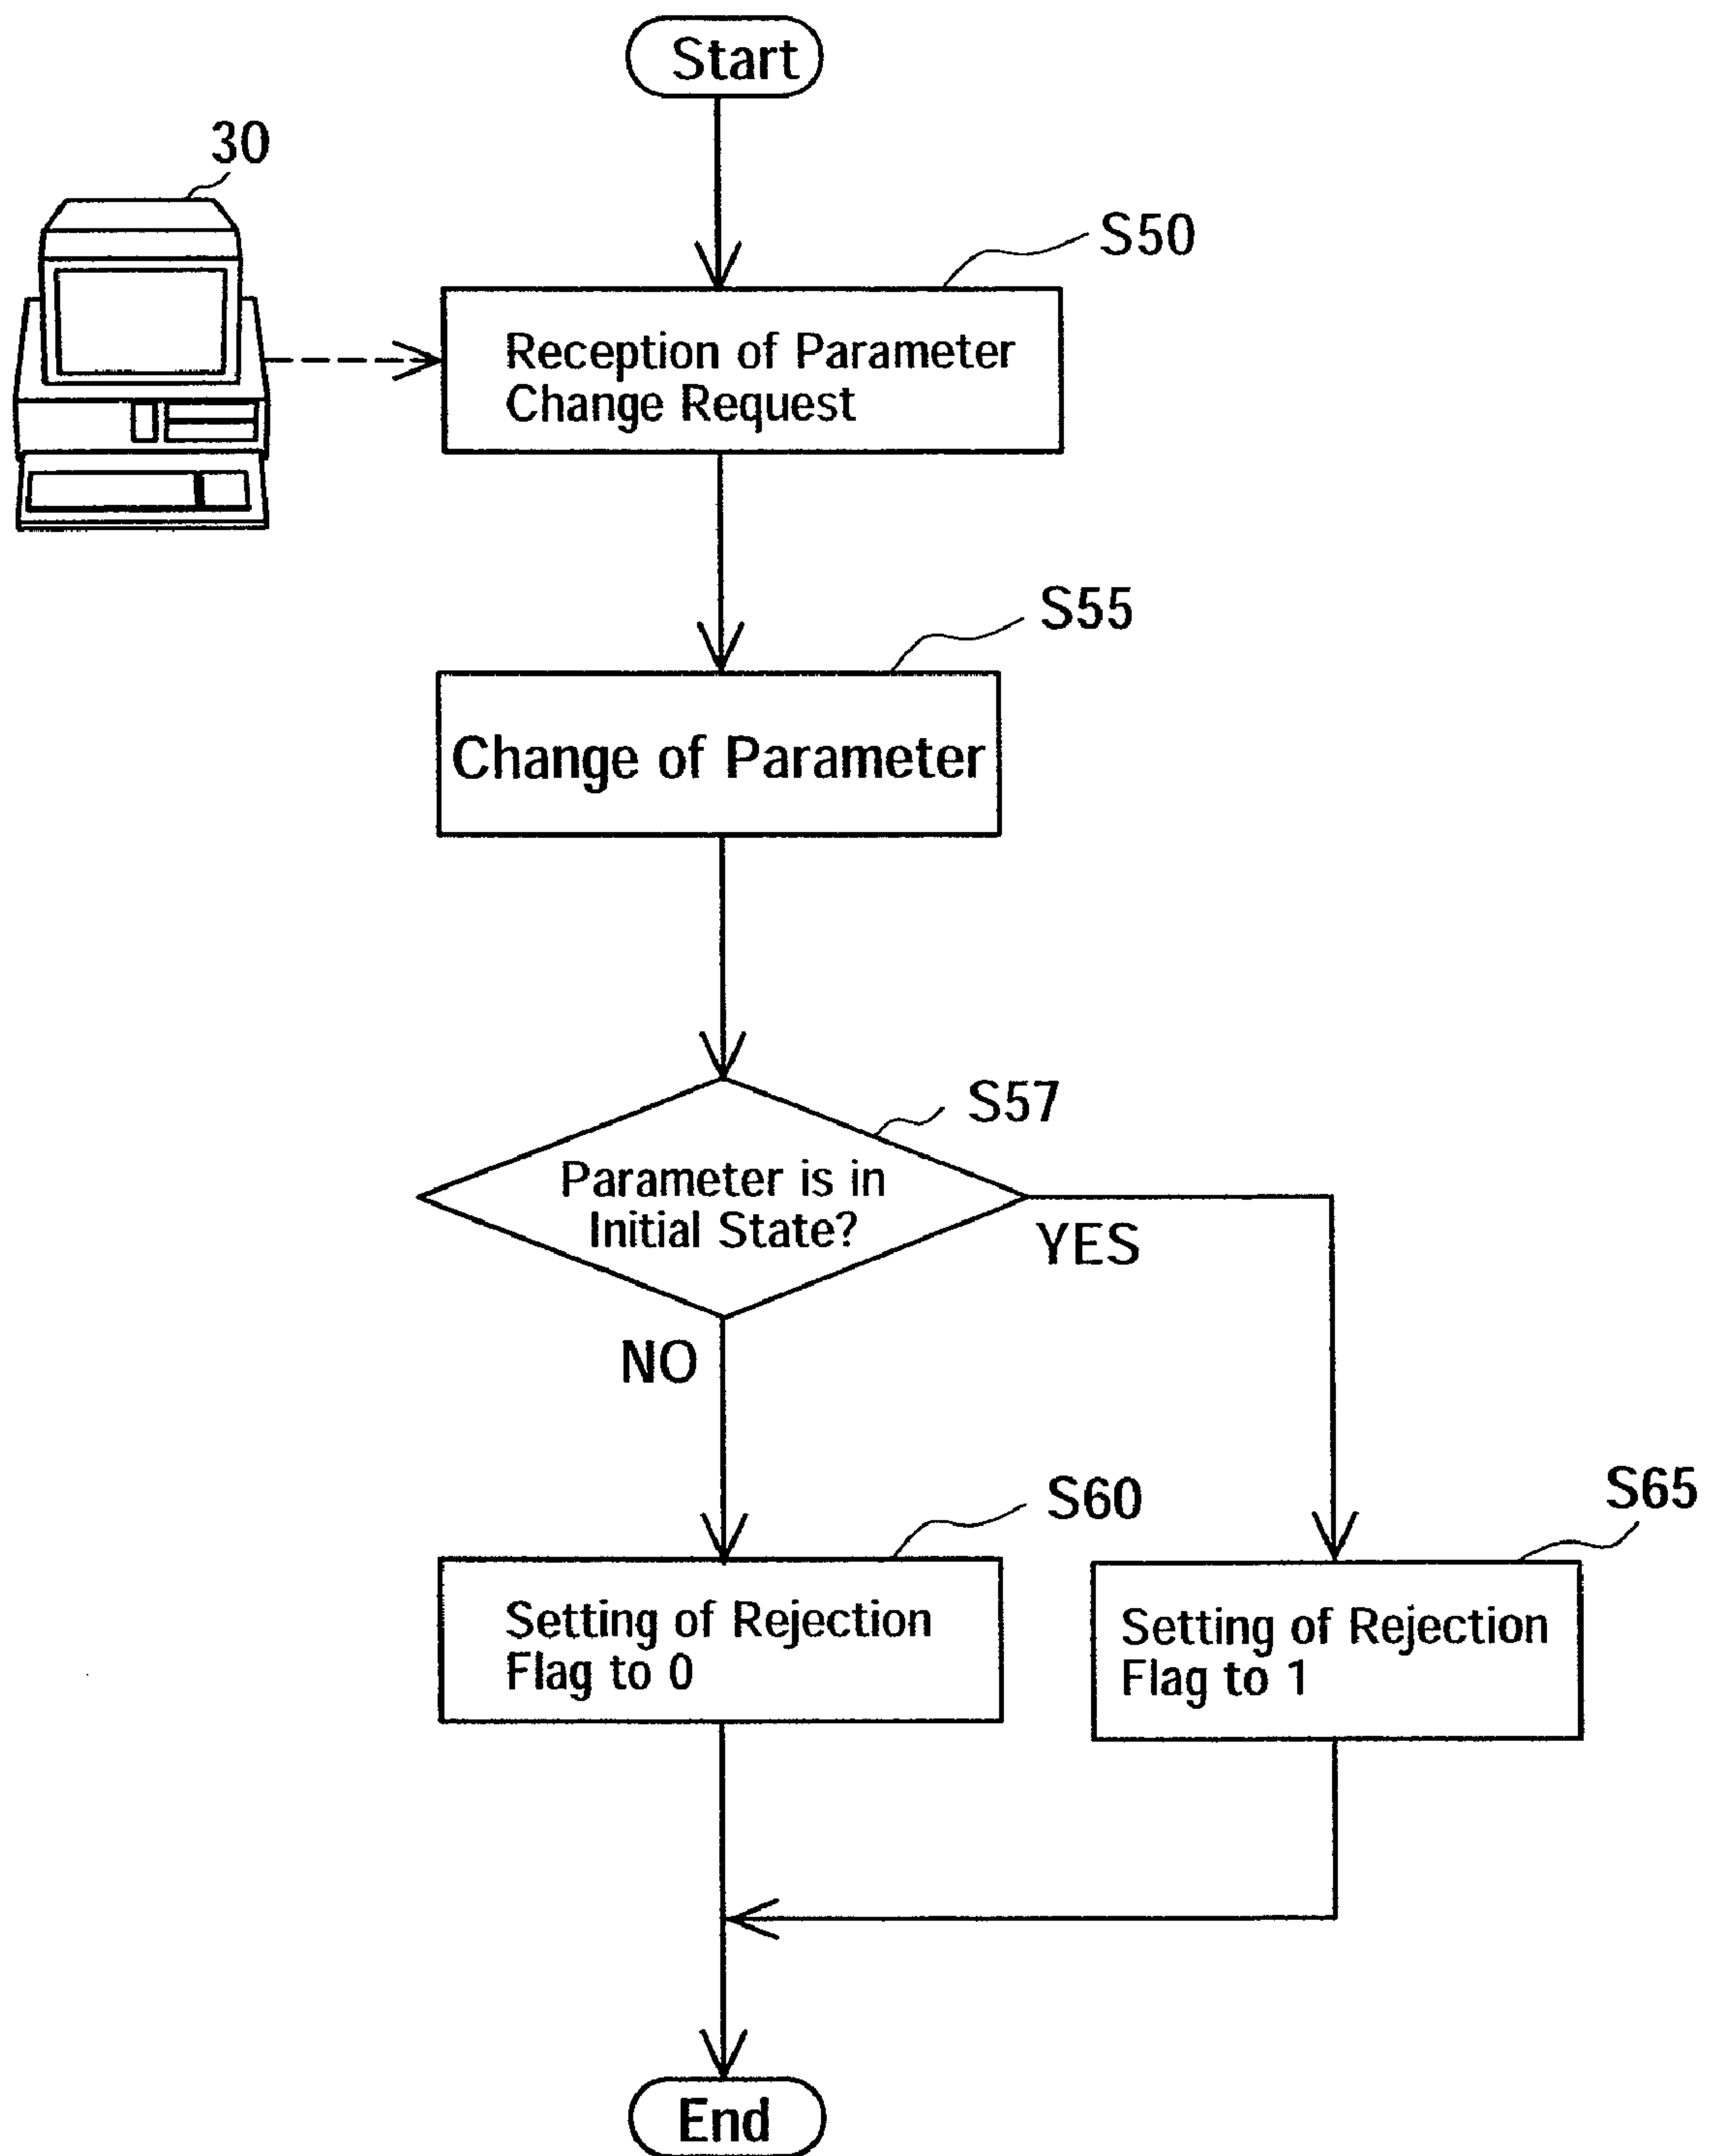 Start
30
S50
Reception of Parameter
Change Request
S55
Change of Parameter
S57
Parameter is in
Initial State?
YES
NO
S60
S65
Setting of Rejection
Flag to 0
Setting of Rejection
Flag to 1
End